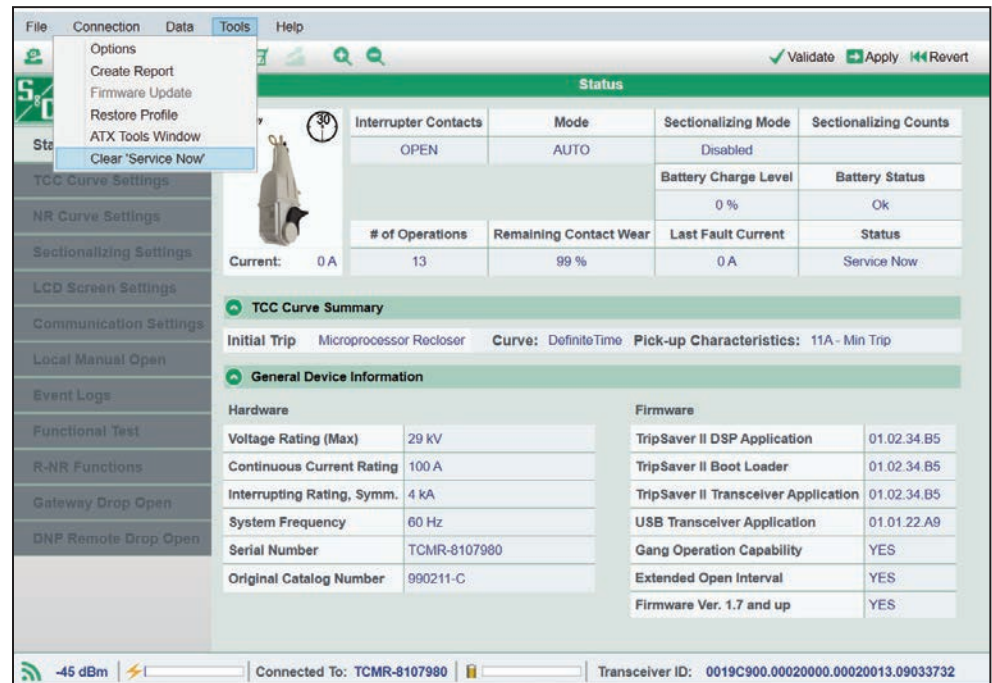 File Connection Data Tools Help
Options
Create Report
Firmware Update
Restore Profile
ATX Tools Window
Clear 'Service Now'
Validate Apply Revert
S&C
Status
TCC Curve Settings
NR Curve Settings
Sectionalizing Settings
LCD Screen Settings
Communication Settings
Local Manual Open
Event Logs
Functional Test
R-NR Functions
Gateway Drop Open
DNP Remote Drop Open
30
Current: 0 A
Interrupter Contacts Mode Sectionalizing Mode Sectionalizing Counts
OPEN AUTO Disabled
Battery Charge Level Battery Status
0 % Ok
# of Operations Remaining Contact Wear Last Fault Current Status
13 99 % 0 A Service Now
TCC Curve Summary
Initial Trip Microprocessor Recloser Curve: DefiniteTime Pick-up Characteristics: 11A - Min Trip
General Device Information
Hardware
Voltage Rating (Max) 29 kV
Continuous Current Rating 100 A
Interrupting Rating, Symm. 4 kA
System Frequency 60 Hz
Serial Number TCMR-8107980
Original Catalog Number 990211-C
Firmware
TripSaver II DSP Application 01.02.34.B5
TripSaver II Boot Loader 01.02.34.B5
TripSaver II Transceiver Application 01.02.34.B5
USB Transceiver Application 01.01.22.A9
Gang Operation Capability YES
Extended Open Interval YES
Firmware Ver. 1.7 and up YES
-45 dBm Connected To: TCMR-8107980 Transceiver ID: 0019C900.00020000.00020013.09033732